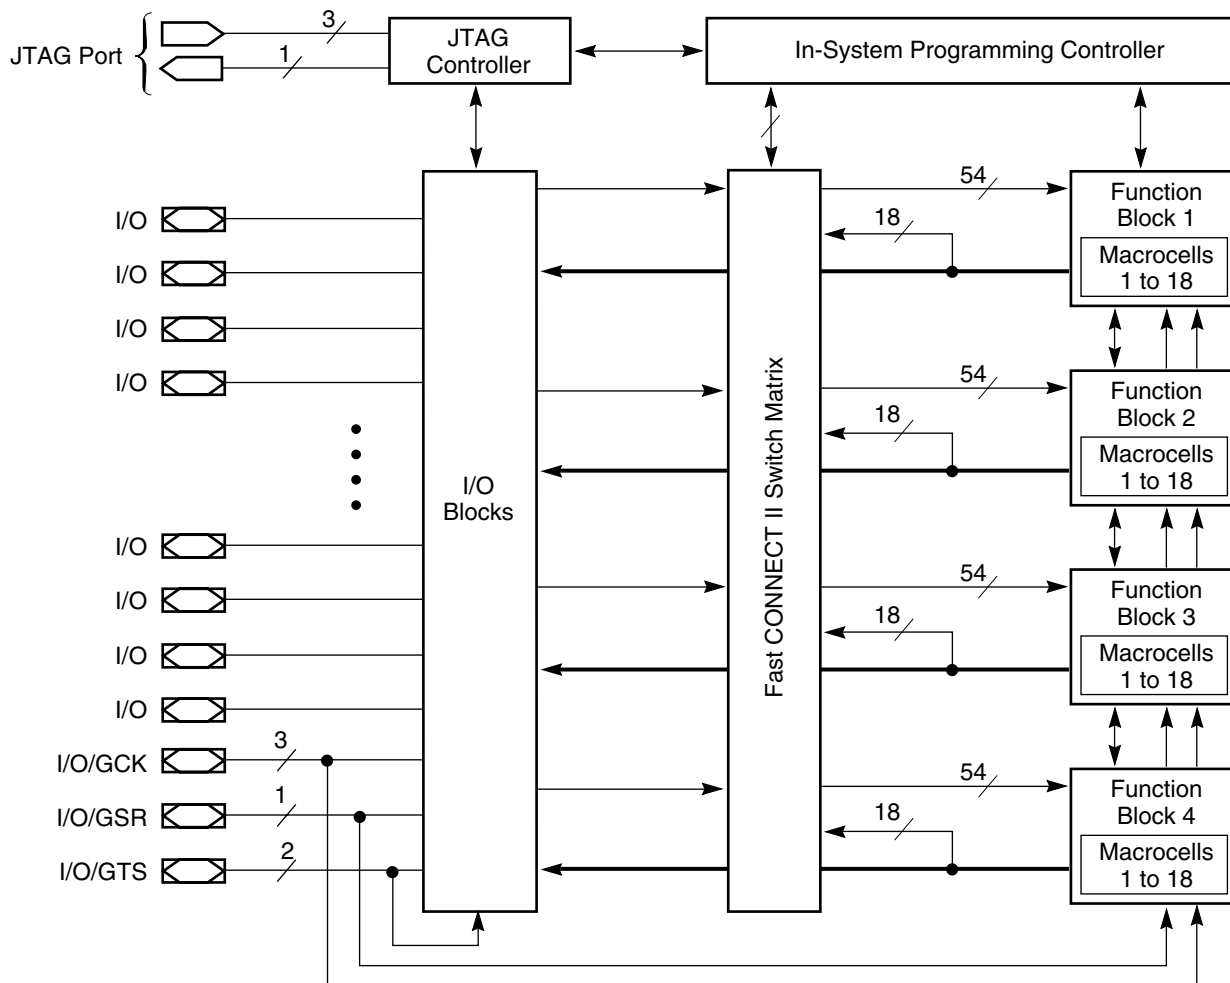 JTAG Port
3
1
JTAG
Controller
In-System Programming Controller
I/O
I/O
I/O
I/O
I/O
I/O
I/O
I/O
I/O/GCK
3
I/O/GSR
1
I/O/GTS
2
I/O
Blocks
Fast CONNECT II Switch Matrix
54
18
Function
Block 1
Macrocells
1 to 18
54
18
Function
Block 2
Macrocells
1 to 18
54
18
Function
Block 3
Macrocells
1 to 18
54
18
Function
Block 4
Macrocells
1 to 18